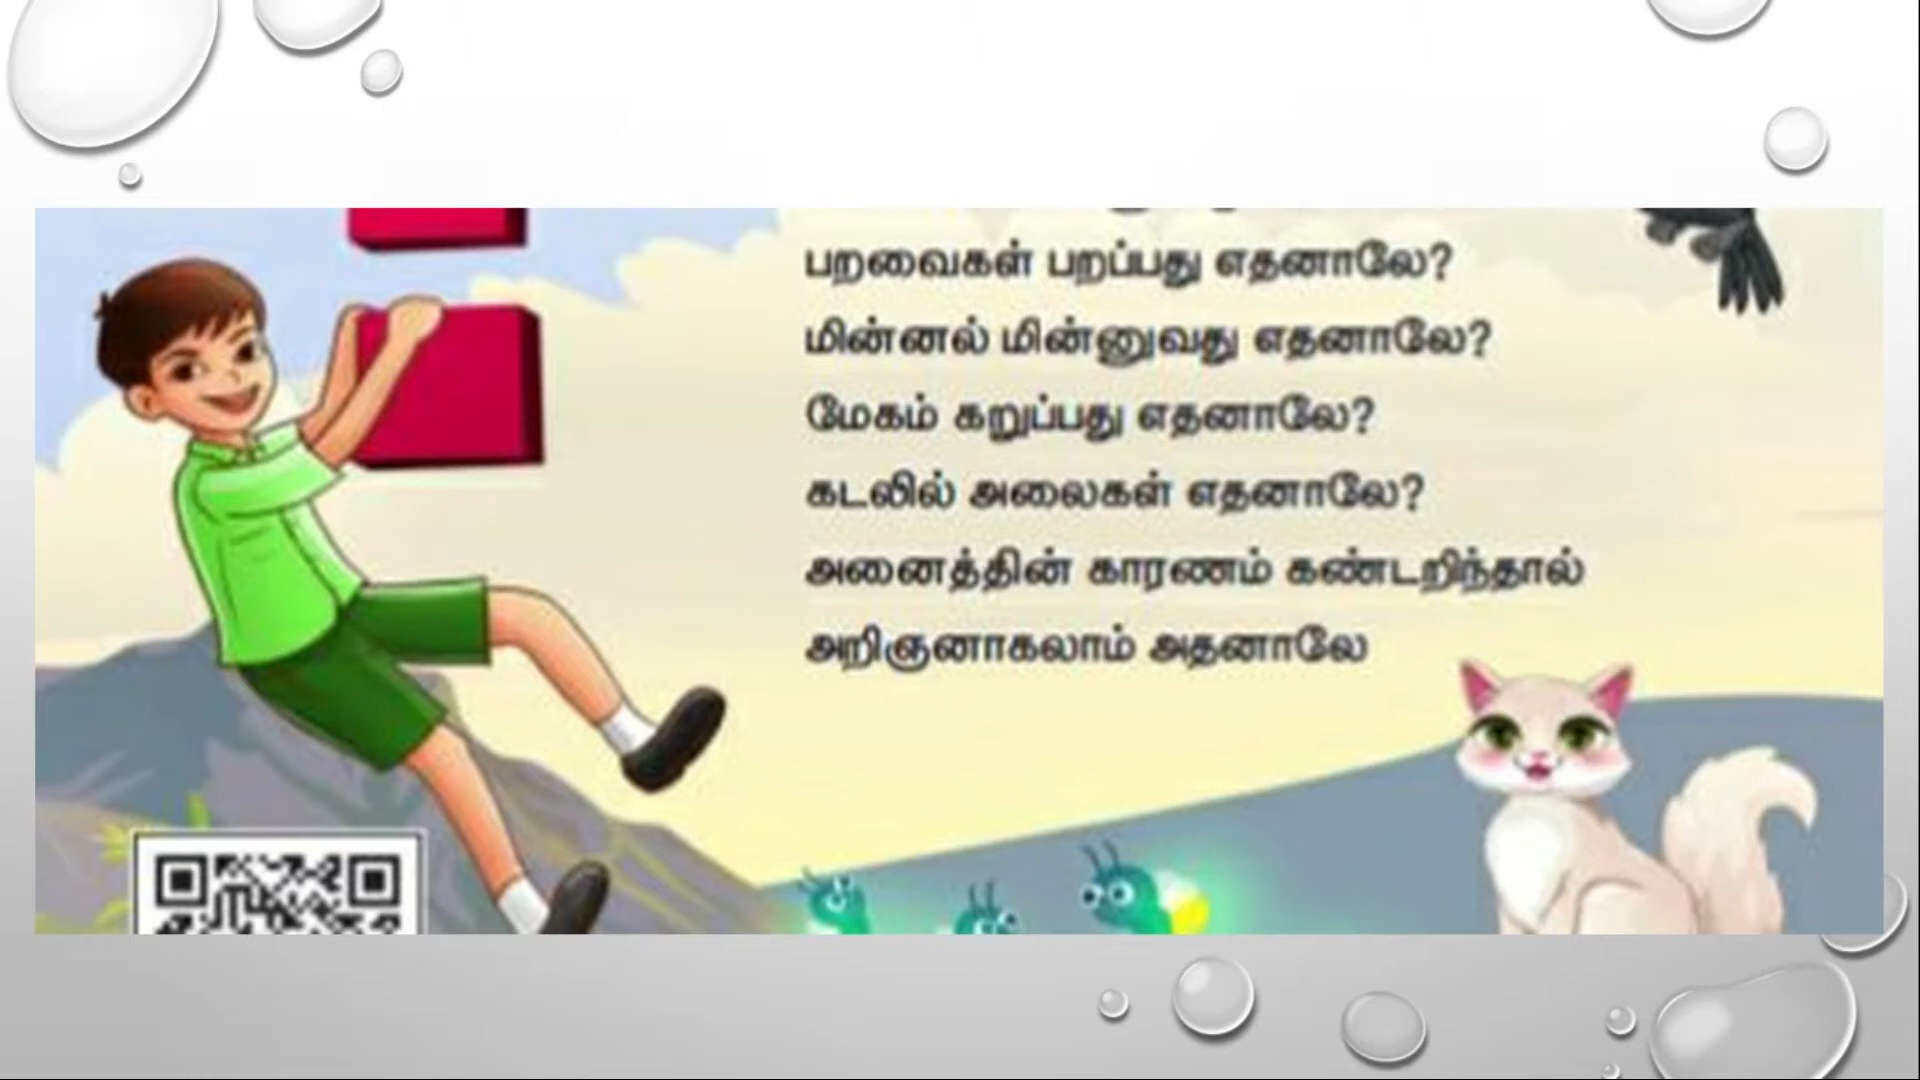 பறவைகள் பறப்பது எதனாலே?
மின்னல் மின்னுவது எதனாலே?
மேகம் கறுப்பது எதனாலே?
கடலில் அலைகள் எதனாலே?
அனைத்தின் காரணம் கண்டறிந்தால்
அறிஞனாகலாம் அதனாலே